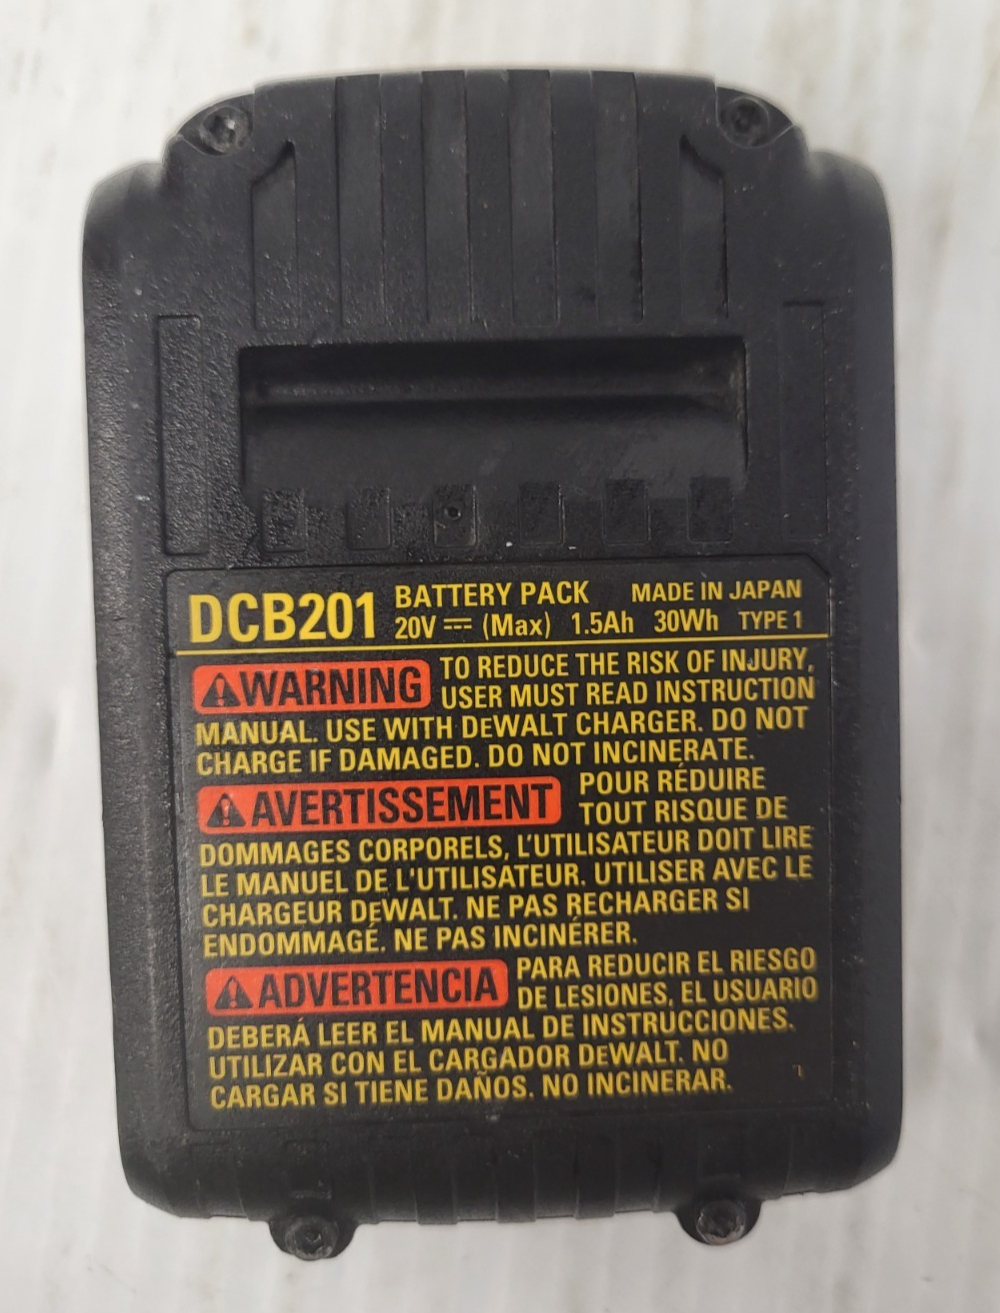 DCB201 BATTERY PACK MADE IN JAPAN
20V ⎓ (Max) 1.5Ah 30Wh TYPE 1
⚠WARNING TO REDUCE THE RISK OF INJURY,
USER MUST READ INSTRUCTION
MANUAL. USE WITH DEWALT CHARGER. DO NOT
CHARGE IF DAMAGED. DO NOT INCINERATE.
⚠AVERTISSEMENT POUR RÉDUIRE
TOUT RISQUE DE
DOMMAGES CORPORELS, L'UTILISATEUR DOIT LIRE
LE MANUEL DE L'UTILISATEUR. UTILISER AVEC LE
CHARGEUR DEWALT. NE PAS RECHARGER SI
ENDOMMAGÉ. NE PAS INCINÉRER.
⚠ADVERTENCIA PARA REDUCIR EL RIESGO
DE LESIONES, EL USUARIO
DEBERÁ LEER EL MANUAL DE INSTRUCCIONES.
UTILIZAR CON EL CARGADOR DEWALT. NO
CARGAR SI TIENE DAÑOS. NO INCINERAR.